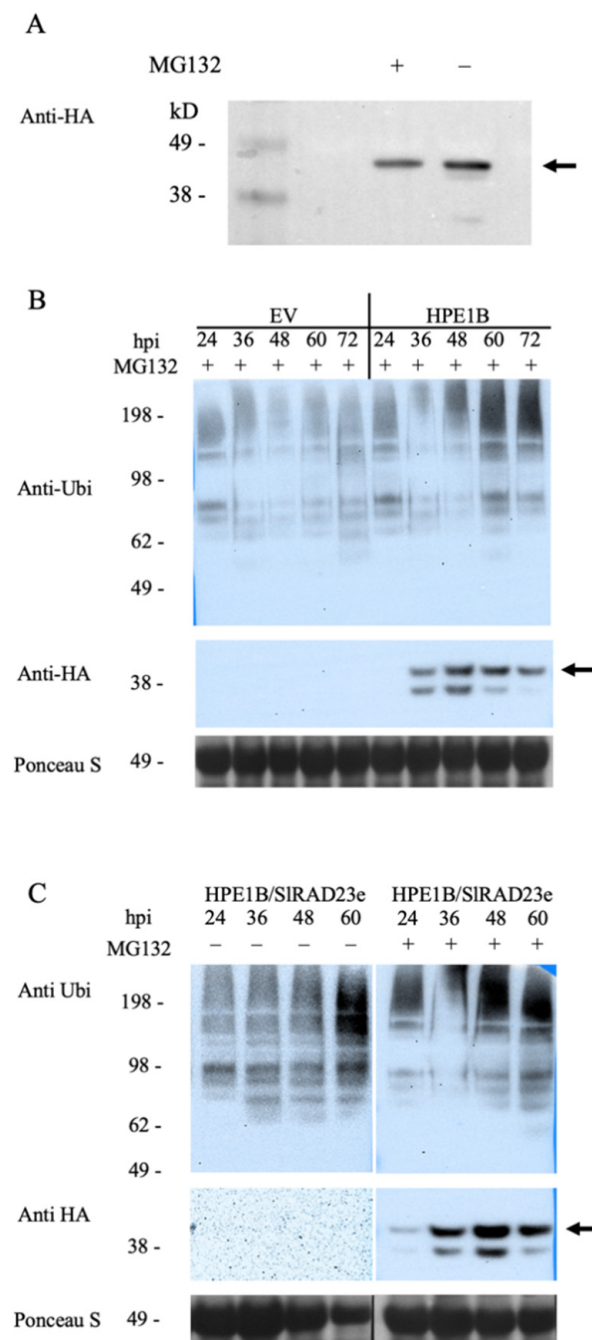 A
MG132 + –
Anti-HA
kD
49 -
38 -
B
EV HPE1B
hpi 24 36 48 60 72 24 36 48 60 72
MG132 + + + + + + + + + +
198 -
Anti-Ubi
98 -
62 -
49 -
Anti-HA
38 -
Ponceau S 49 -
C
HPE1B/SlRAD23e HPE1B/SlRAD23e
hpi 24 36 48 60 24 36 48 60
MG132 – – – – + + + +
Anti Ubi
198 -
98 -
62 -
49 -
Anti HA
38 -
Ponceau S 49 -